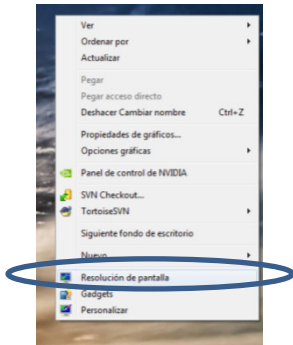 Ver
Ordenar por
Actualizar
Pegar
Pegar acceso directo
Deshacer Cambiar nombre Ctrl+Z
Propiedades de gráficos...
Opciones gráficas
Panel de control de NVIDIA
SVN Checkout...
TortoiseSVN
Siguiente fondo de escritorio
Nuevo
Resolución de pantalla
Gadgets
Personalizar